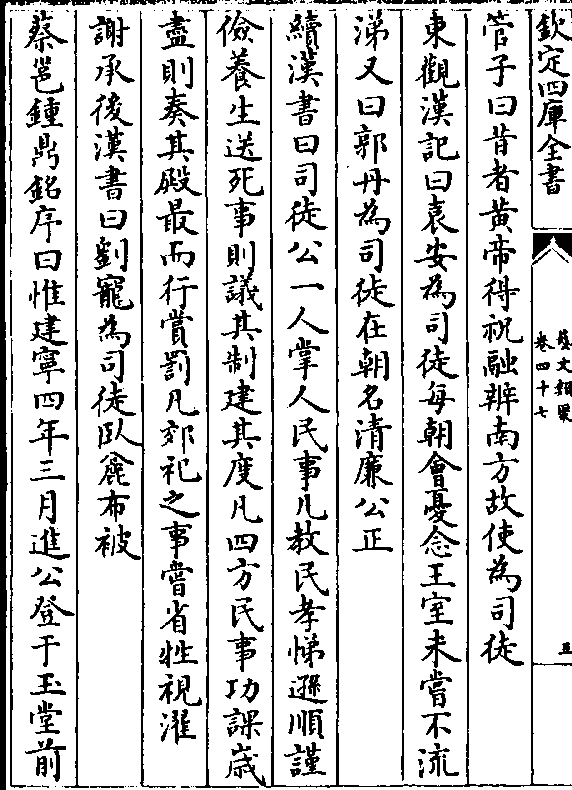 欽定四庫全書
藝文類聚
卷四十七
五
管子曰昔者黃帝得祝融辨南方故使為司徒
東觀漢記曰袁安為司徒每朝會憂念王室未嘗不流
涕又曰郭丹為司徒在朝名清廉公正
續漢書曰司徒公一人掌人民事凡教民孝悌遜順謹
儉養生送死事則議其制建其度凡四方民事功課歲
盡則奏其殿最而行賞罰凡郊祀之事嘗省牲視濯
謝承後漢書曰劉寵為司徒臥麄布被
蔡邕鍾鼎銘序曰惟建寧四年三月進公登于玉堂前